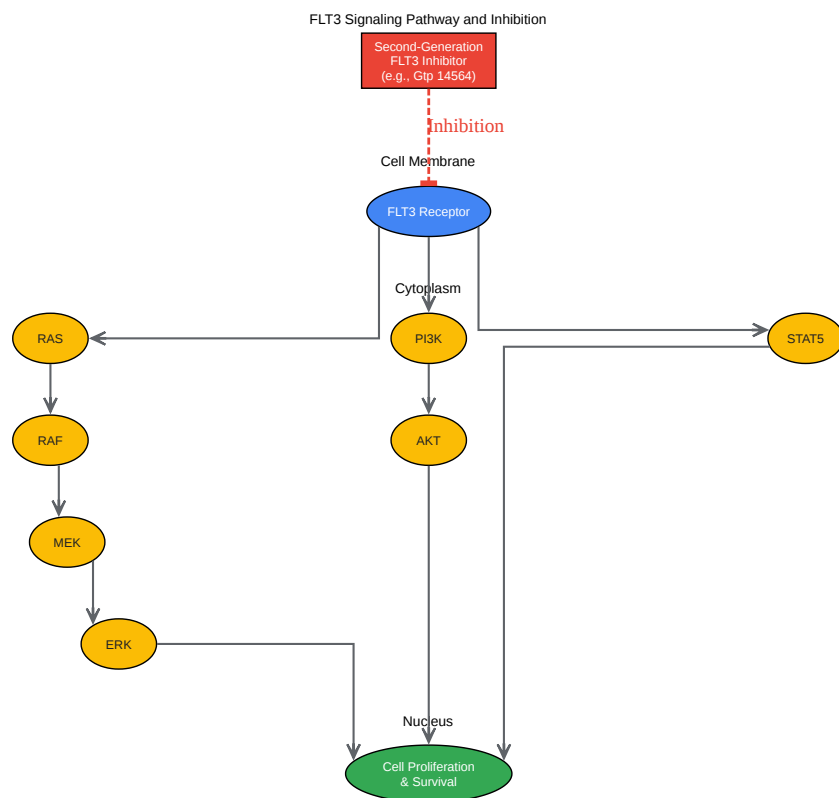 FLT3 Signaling Pathway and Inhibition
Second-Generation
FLT3 Inhibitor
(e.g., Gtp 14564)
Inhibition
Cell Membrane
FLT3 Receptor
Cytoplasm
RAS
PI3K
STAT5
RAF
AKT
MEK
ERK
Nucleus
Cell Proliferation
& Survival